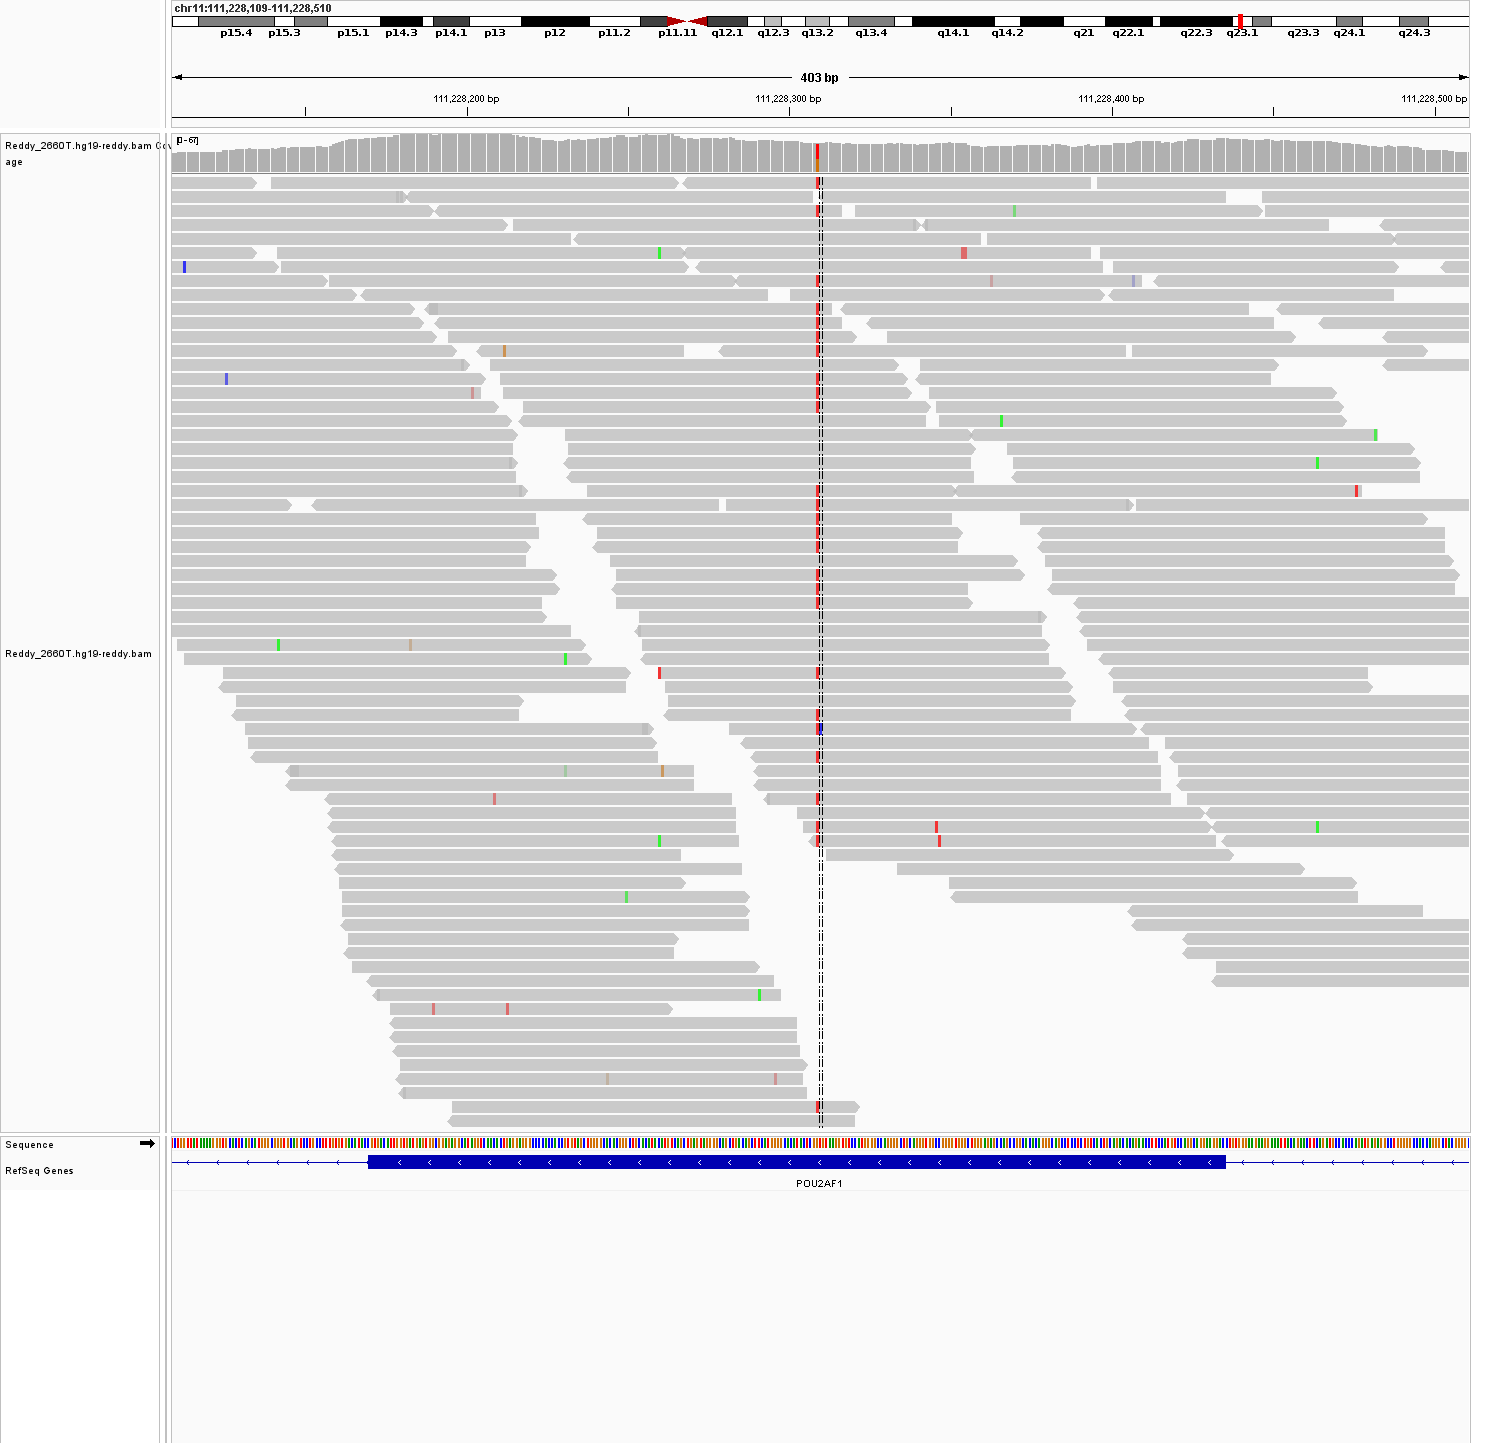 chr11:111,228,109-111,228,510
p15.4 p15.3 p15.1 p14.3 p14.1 p13 p12 p11.2 p11.11 q12.1 q12.3 q13.2 q13.4 q14.1 q14.2 q21 q22.1 q22.3 q23.1 q23.3 q24.1 q24.3
403 bp
111,228,200 bp 111,228,300 bp 111,228,400 bp 111,228,500 bp
[0 - 67]
Reddy_2660T.hg19-reddy.bam Cov
age
Reddy_2660T.hg19-reddy.bam
Sequence
RefSeq Genes
POU2AF1